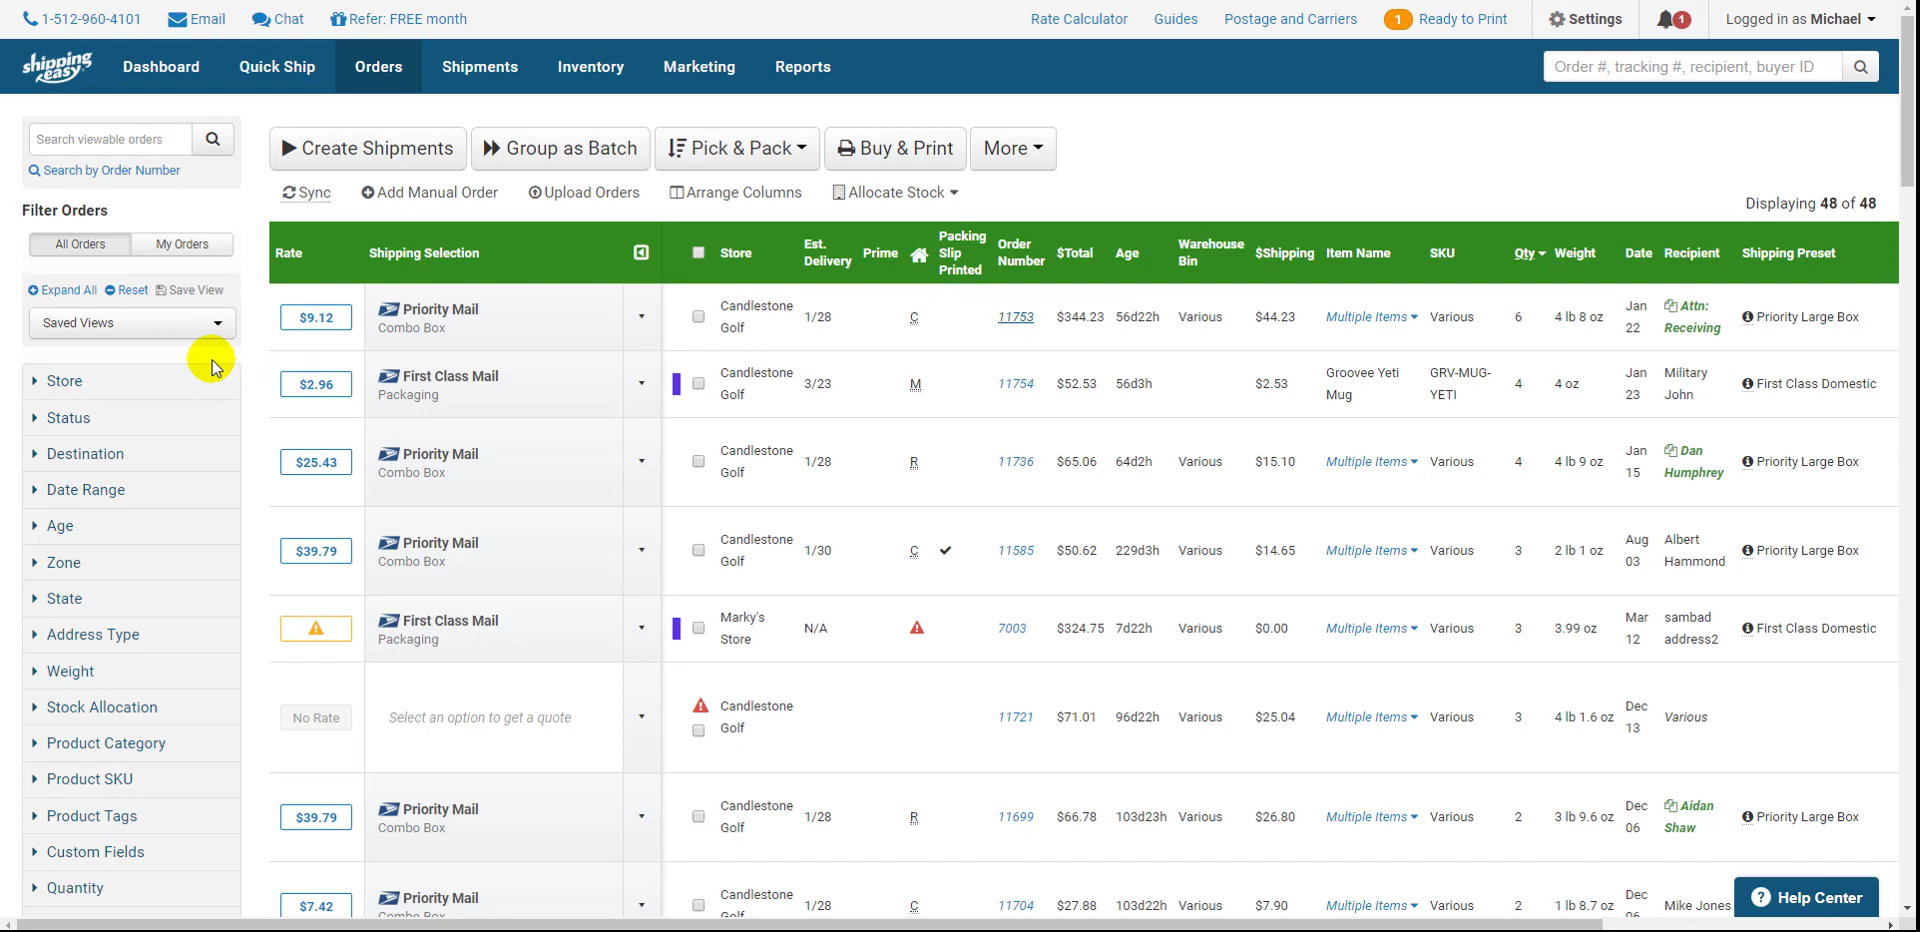 1-512-960-4101 Email Chat Refer: FREE month Rate Calculator Guides Postage and Carriers 1 Ready to Print Settings 1 Logged in as Michael
shipping easy Dashboard Quick Ship Orders Shipments Inventory Marketing Reports Order #, tracking #, recipient, buyer ID
Search viewable orders
Search by Order Number
Filter Orders
All Orders My Orders
Expand All Reset Save View
Saved Views
Store
Status
Destination
Date Range
Age
Zone
State
Address Type
Weight
Stock Allocation
Product Category
Product SKU
Product Tags
Custom Fields
Quantity
Create Shipments Group as Batch Pick & Pack Buy & Print More
Sync Add Manual Order Upload Orders Arrange Columns Allocate Stock
Displaying 48 of 48
Rate Shipping Selection Store Est. Delivery Prime Packing Slip Printed Order Number $Total Age Warehouse Bin $Shipping Item Name SKU Qty Weight Date Recipient Shipping Preset
$9.12 Priority Mail Combo Box Candlestone Golf 1/28 C 11753 $344.23 56d22h Various $44.23 Multiple Items Various 6 4 lb 8 oz Jan 22 Attn: Receiving Priority Large Box
$2.96 First Class Mail Packaging Candlestone Golf 3/23 M 11754 $52.53 56d3h $2.53 Groovee Yeti Mug GRV-MUG-YETI 4 4 oz Jan 23 Military John First Class Domestic
$25.43 Priority Mail Combo Box Candlestone Golf 1/28 R 11736 $65.06 64d2h Various $15.10 Multiple Items Various 4 4 lb 9 oz Jan 15 Dan Humphrey Priority Large Box
$39.79 Priority Mail Combo Box Candlestone Golf 1/30 C 11585 $50.62 229d3h Various $14.65 Multiple Items Various 3 2 lb 1 oz Aug 03 Albert Hammond Priority Large Box
First Class Mail Packaging Marky's Store N/A 7003 $324.75 7d22h Various $0.00 Multiple Items Various 3 3.99 oz Mar 12 sambad address2 First Class Domestic
No Rate Select an option to get a quote Candlestone Golf 11721 $71.01 96d22h Various $25.04 Multiple Items Various 3 4 lb 1.6 oz Dec 13 Various
$39.79 Priority Mail Combo Box Candlestone Golf 1/28 R 11699 $66.78 103d23h Various $26.80 Multiple Items Various 2 3 lb 9.6 oz Dec 06 Aidan Shaw Priority Large Box
$7.42 Priority Mail Combo Box Candlestone Golf 1/28 C 11704 $27.88 103d22h Various $7.90 Multiple Items Various 2 1 lb 8.7 oz Dec 06 Mike Jones
Help Center